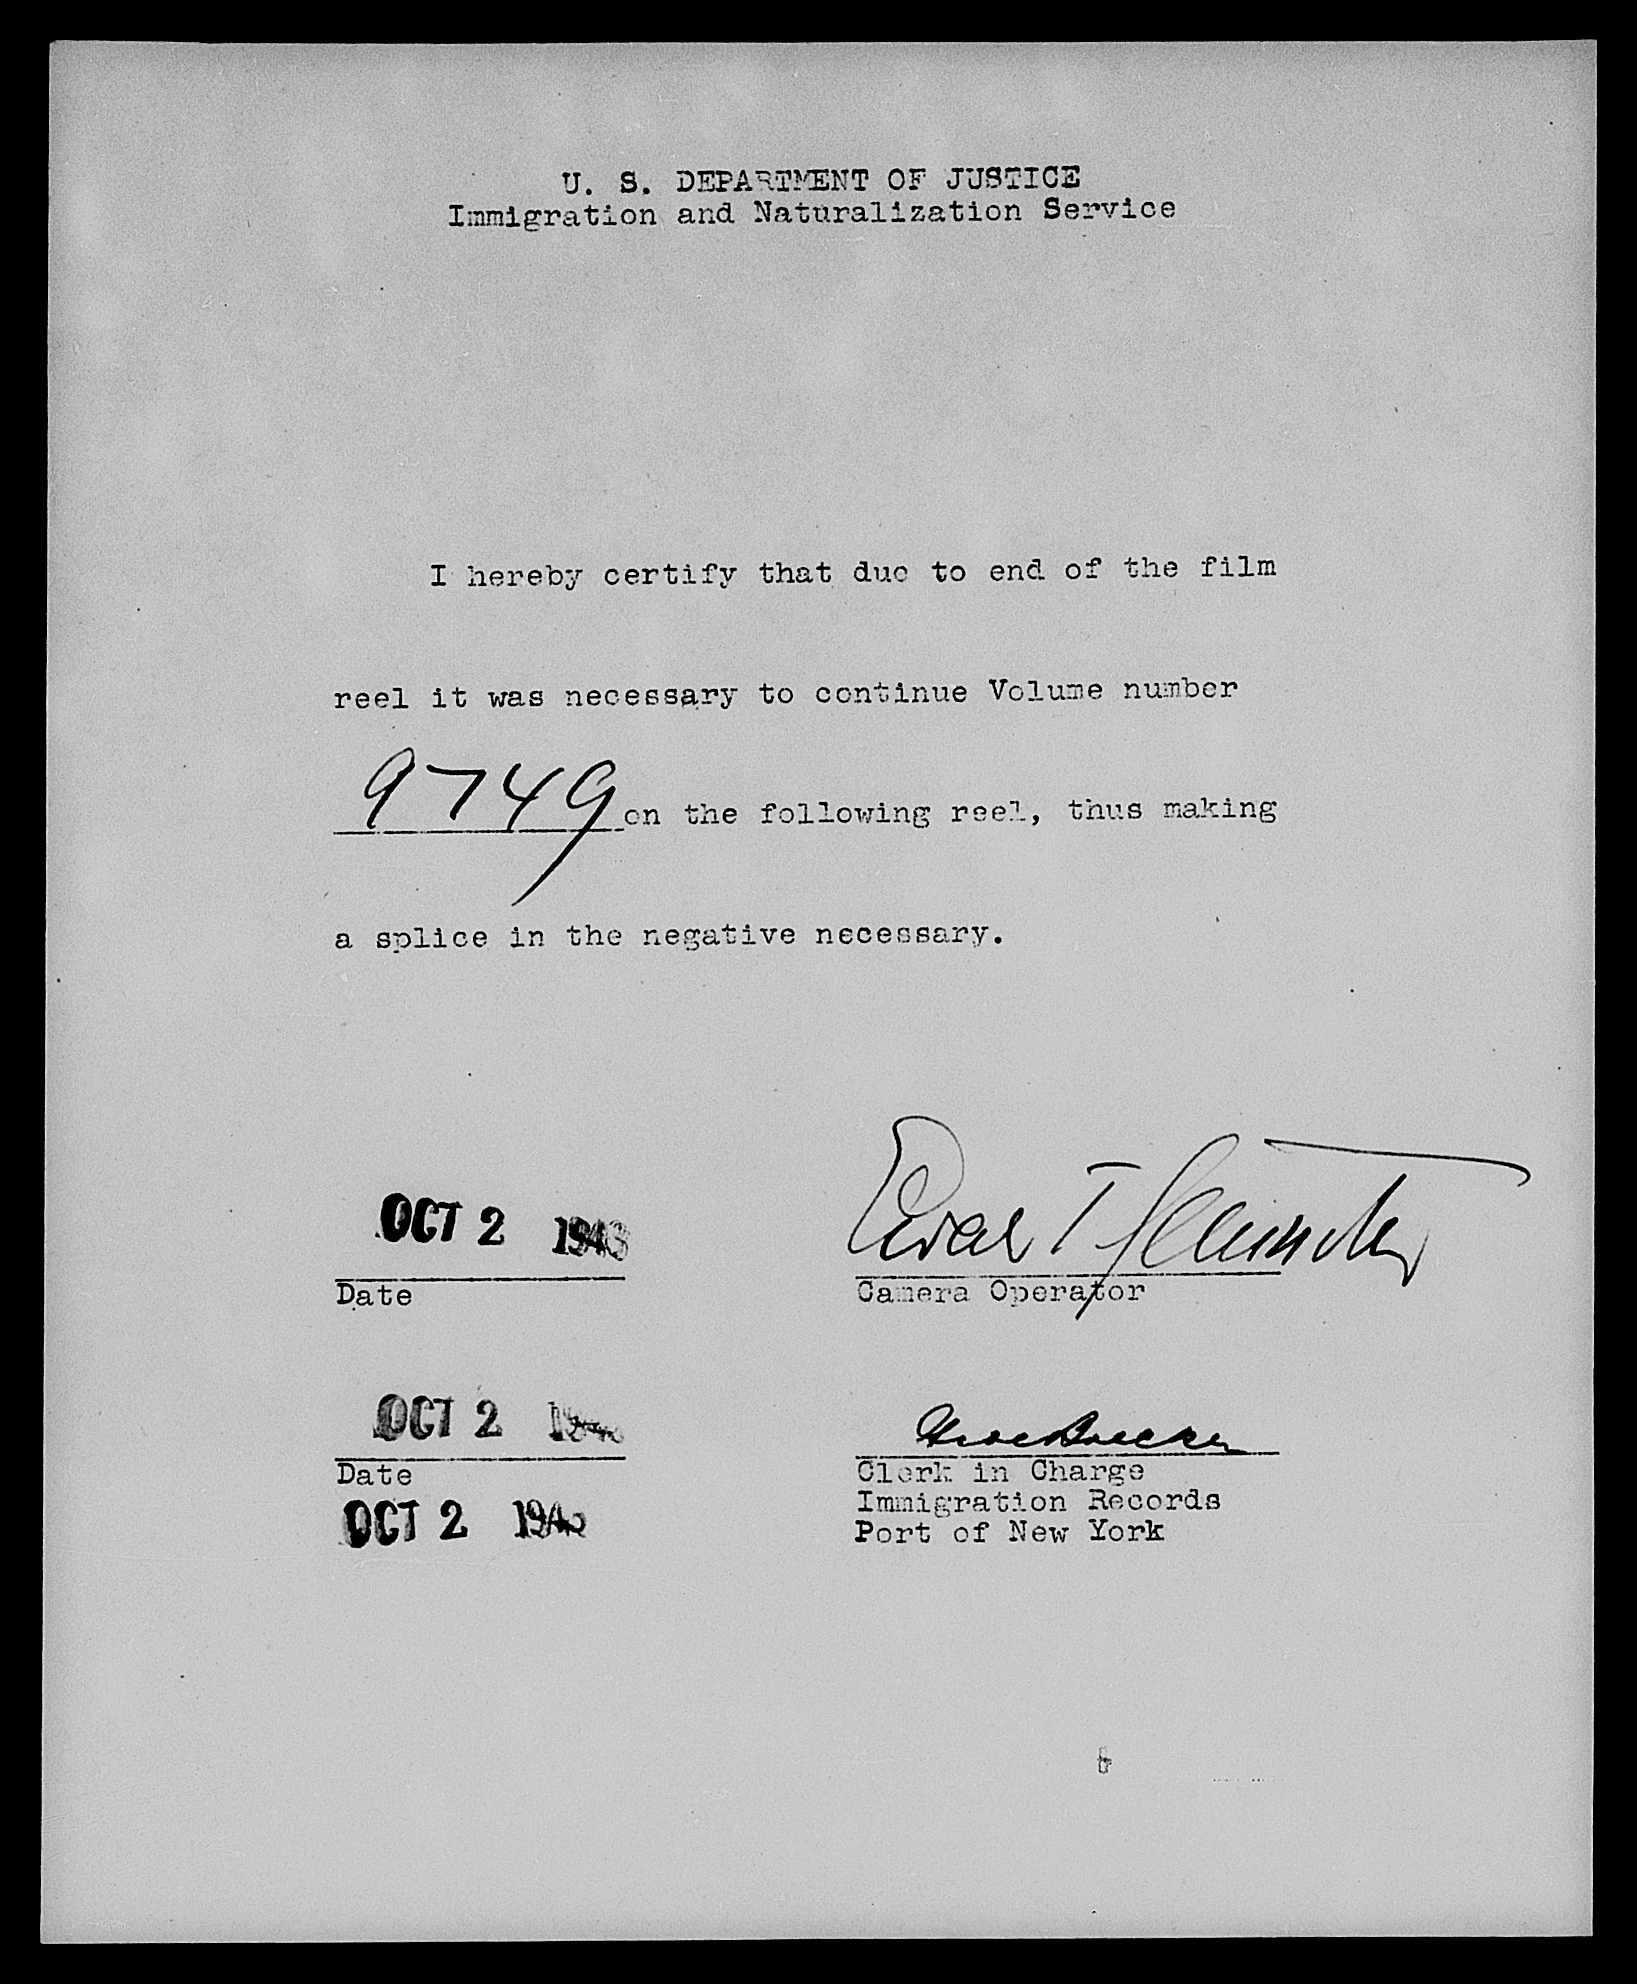 U. S. DEPARTMENT OF JUSTICE
Immigration and Naturalization Service
I hereby certify that due to end of the film
reel it was necessary to continue Volume number
9749 on the following reel, thus making
a splice in the negative necessary.
OCT 2 1943
Date
Camera Operator
OCT 2
Date
Clerk in Charge
OCT 2
Immigration Records
Port of New York